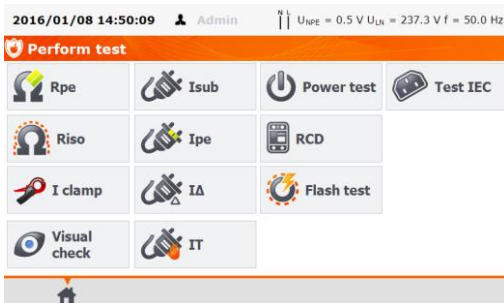 2016/01/08 14:50:09 Admin N L UNPE = 0.5 V ULN = 237.3 V f = 50.0 Hz
Perform test
Rpe Isub Power test Test IEC
Riso Ipe RCD
I clamp IΔ Flash test
Visual
check IT